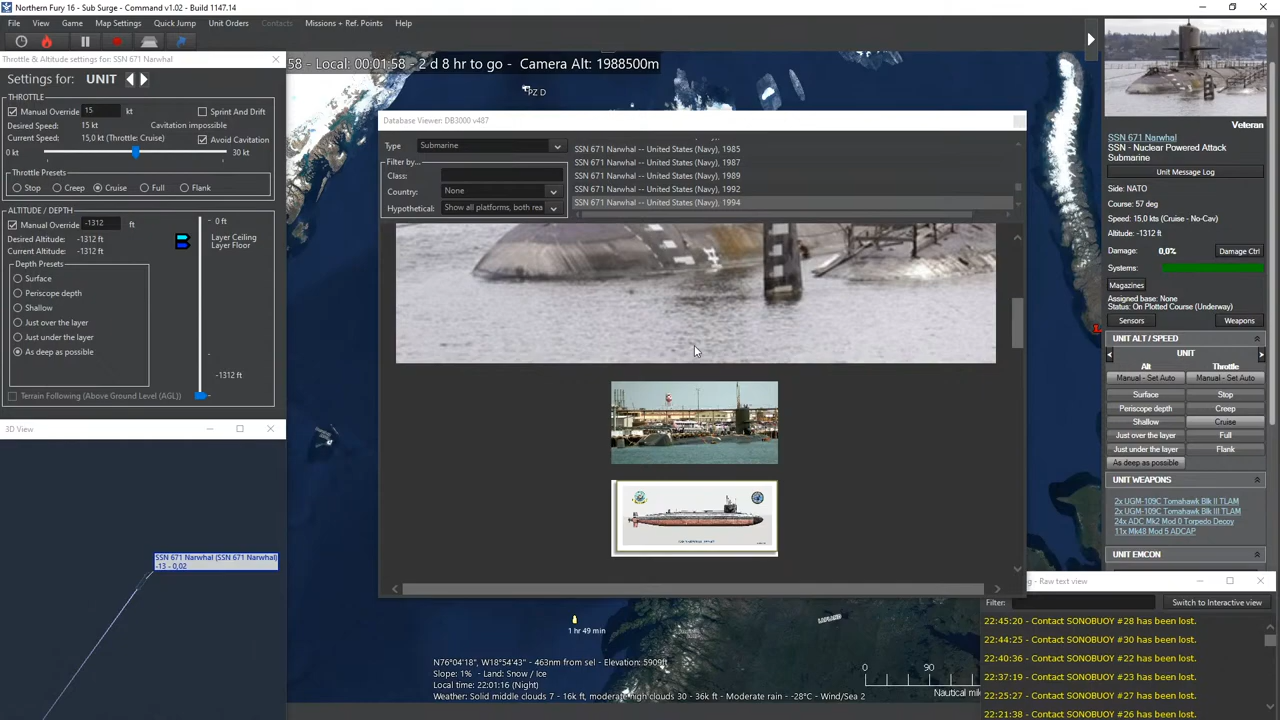 Northern Fury 16 - Sub Surge - Command v1.02 - Build 1147.14
File View Game Map Settings Quick Jump Unit Orders Contacts Missions + Ref. Points Help
Throttle & Altitude settings for: SSN 671 Narwhal
Settings for: UNIT
THROTTLE
Manual Override 15 kt Sprint And Drift
Desired Speed: 15 kt Cavitation impossible
Current Speed: 15,0 kt (Throttle: Cruise) Avoid Cavitation
0 kt 30 kt
Throttle Presets
Stop Creep Cruise Full Flank
ALTITUDE / DEPTH
Manual Override -1312 ft
Desired Altitude: -1312 ft
Current Altitude: -1312 ft
Depth Presets
Surface
Periscope depth
Shallow
Just over the layer
Just under the layer
As deep as possible
0 ft
Layer Ceiling
Layer Floor
-1312 ft
Terrain Following (Above Ground Level (AGL))
3D View
SSN 671 Narwhal (SSN 671 Narwhal)
-13 - 0,02
58 - Local: 00:01:58 - 2 d 8 hr to go - Camera Alt: 1988500m
PZ D
Database Viewer: DB3000 v487
Type Submarine
Filter by...
Class:
Country: None
Hypothetical: Show all platforms, both rea
SSN 671 Narwhal -- United States (Navy), 1985
SSN 671 Narwhal -- United States (Navy), 1987
SSN 671 Narwhal -- United States (Navy), 1989
SSN 671 Narwhal -- United States (Navy), 1992
SSN 671 Narwhal -- United States (Navy), 1994
1 hr 49 min
LAPLAND
N76°04'18", W18°54'43" - 463nm from sel - Elevation: 5909ft
Slope: 1% - Land: Snow / Ice
Local time: 22:01:16 (Night)
Weather: Solid middle clouds 7 - 16k ft, moderate high clouds 30 - 36k ft - Moderate rain - -28°C - Wind/Sea 2
0 90
Nautical mile
Veteran
SSN 671 Narwhal
SSN - Nuclear Powered Attack
Submarine
Unit Message Log
Side: NATO
Course: 57 deg
Speed: 15,0 kts (Cruise - No-Cav)
Altitude: -1312 ft
Damage: 0,0% Damage Ctrl
Systems:
Magazines
Assigned base: None
Status: On Plotted Course (Underway)
Sensors Weapons
UNIT ALT / SPEED
UNIT
Alt Throttle
Manual - Set Auto Manual - Set Auto
Surface Stop
Periscope depth Creep
Shallow Cruise
Just over the layer Full
Just under the layer Flank
As deep as possible
UNIT WEAPONS
2x UGM-109C Tomahawk Blk II TLAM
2x UGM-109C Tomahawk Blk III TLAM
24x ADC Mk2 Mod 0 Torpedo Decoy
11x Mk48 Mod 5 ADCAP
UNIT EMCON
g - Raw text view
Filter: Switch to Interactive view
22:45:20 - Contact SONOBUOY #28 has been lost.
22:44:25 - Contact SONOBUOY #30 has been lost.
22:40:36 - Contact SONOBUOY #22 has been lost.
22:37:19 - Contact SONOBUOY #23 has been lost.
22:25:27 - Contact SONOBUOY #27 has been lost.
22:21:38 - Contact SONOBUOY #26 has been lost.